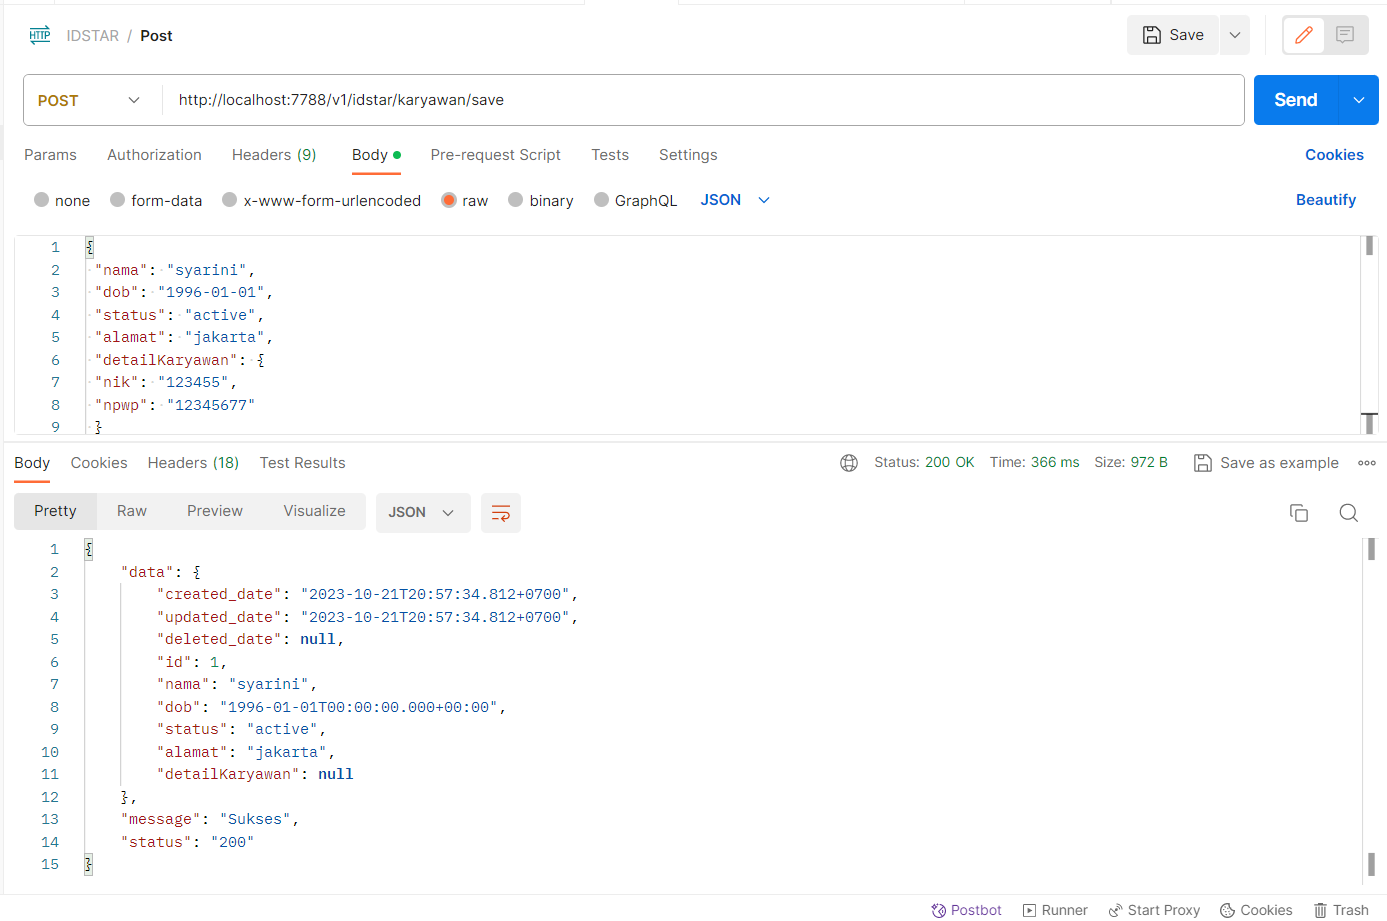 HTTP IDSTAR / Post Save
POST http://localhost:7788/v1/idstar/karyawan/save Send
Params Authorization Headers (9) Body Pre-request Script Tests Settings Cookies
none form-data x-www-form-urlencoded raw binary GraphQL JSON Beautify
1 {
2 "nama": "syarini",
3 "dob": "1996-01-01",
4 "status": "active",
5 "alamat": "jakarta",
6 "detailKaryawan": {
7 "nik": "123455",
8 "npwp": "12345677"
9 }
Body Cookies Headers (18) Test Results Status: 200 OK Time: 366 ms Size: 972 B Save as example
Pretty Raw Preview Visualize JSON
1 {
2 "data": {
3 "created_date": "2023-10-21T20:57:34.812+0700",
4 "updated_date": "2023-10-21T20:57:34.812+0700",
5 "deleted_date": null,
6 "id": 1,
7 "nama": "syarini",
8 "dob": "1996-01-01T00:00:00.000+00:00",
9 "status": "active",
10 "alamat": "jakarta",
11 "detailKaryawan": null
12 },
13 "message": "Sukses",
14 "status": "200"
15 }
Postbot Runner Start Proxy Cookies Trash